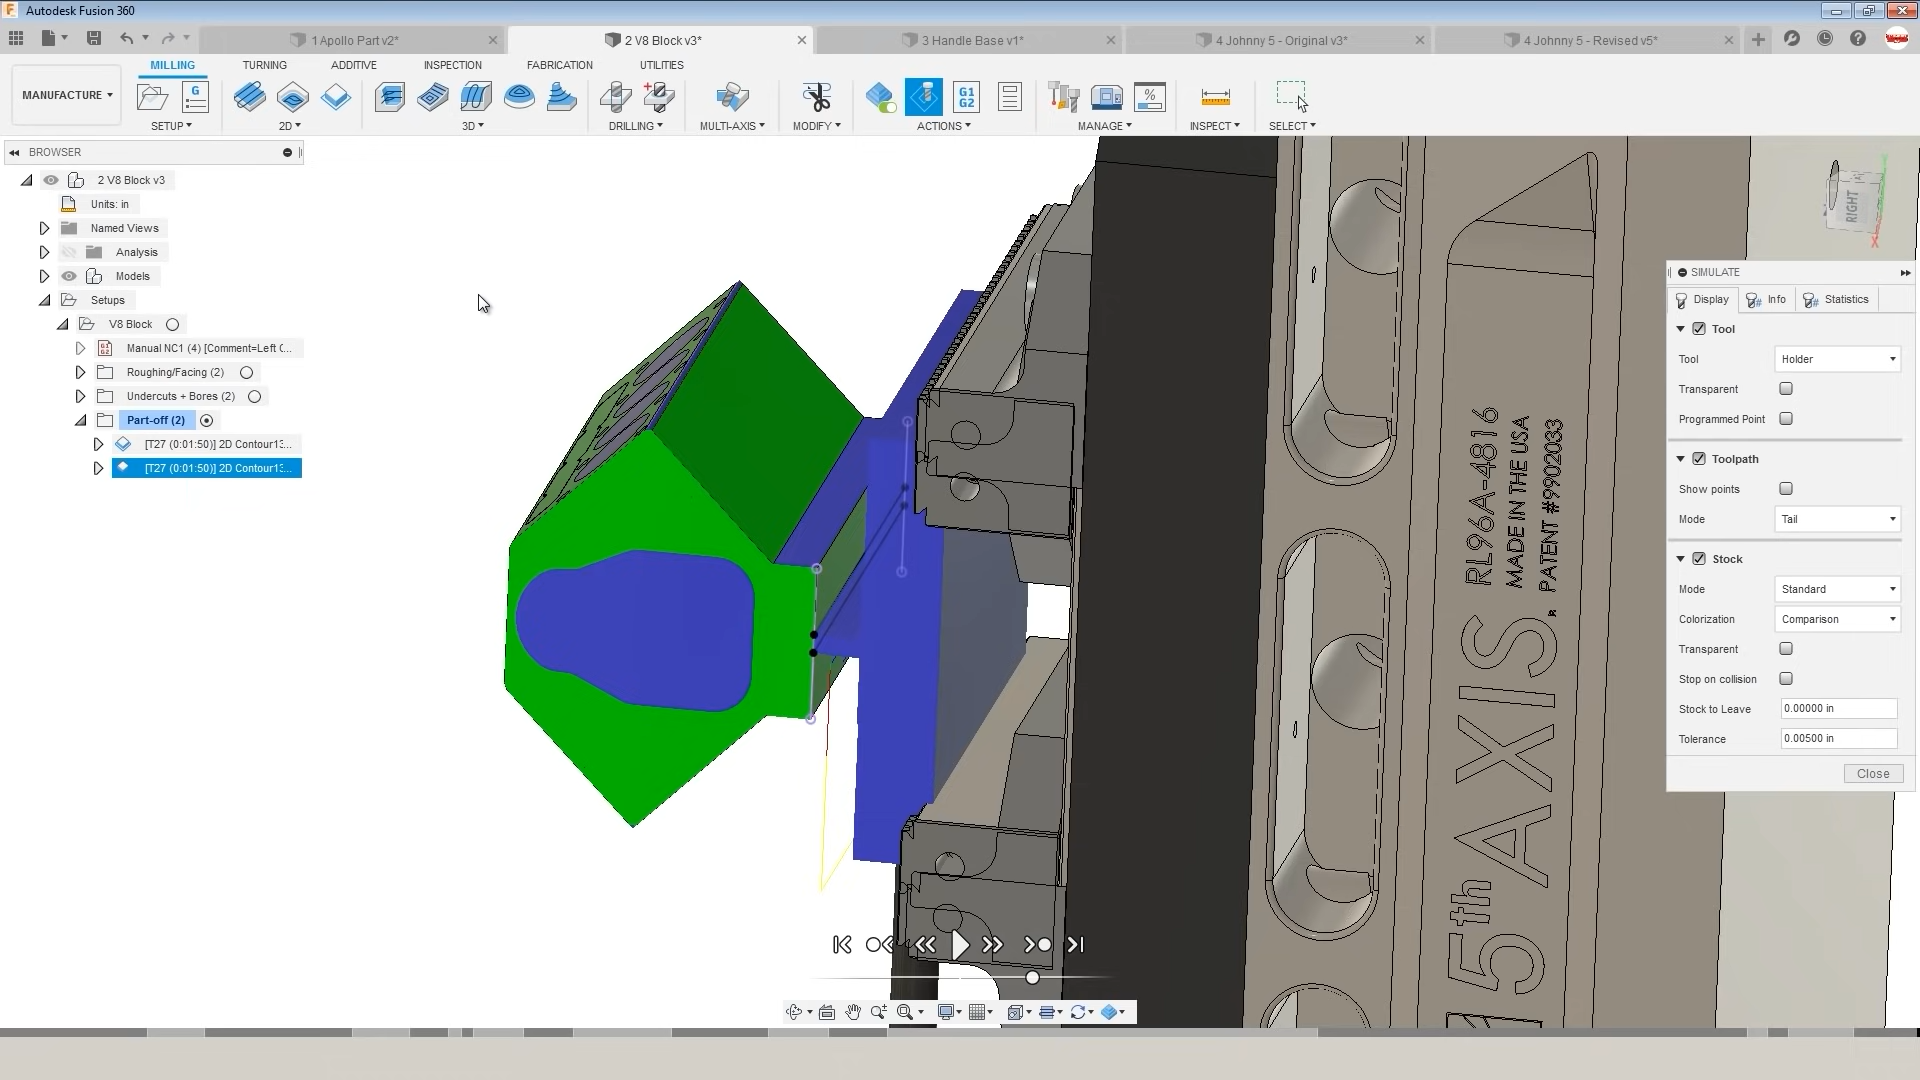 Autodesk Fusion 360
1 Apollo Part v2*
2 V8 Block v3*
3 Handle Base v1*
4 Johnny 5 - Original v3*
4 Johnny 5 - Revised v5*
MILLING
TURNING
ADDITIVE
INSPECTION
FABRICATION
UTILITIES
MANUFACTURE
G
G1
G2
SETUP
2D
3D
DRILLING
MULTI-AXIS
MODIFY
ACTIONS
MANAGE
INSPECT
SELECT
BROWSER
2 V8 Block v3
Units: in
Named Views
Analysis
Models
Setups
V8 Block
Manual NC1 (4) [Comment=Left C...
Roughing/Facing (2)
Undercuts + Bores (2)
Part-off (2)
[T27 (0:01:50)] 2D Contour13...
[T27 (0:01:50)] 2D Contour13...
RIGHT
X
RL96A-4816
MADE IN THE USA
PATENT #9902033
5th AXIS
SIMULATE
Display
Info
Statistics
Tool
Tool
Holder
Transparent
Programmed Point
Toolpath
Show points
Mode
Tail
Stock
Mode
Standard
Colorization
Comparison
Transparent
Stop on collision
Stock to Leave
0.00000 in
Tolerance
0.00500 in
Close